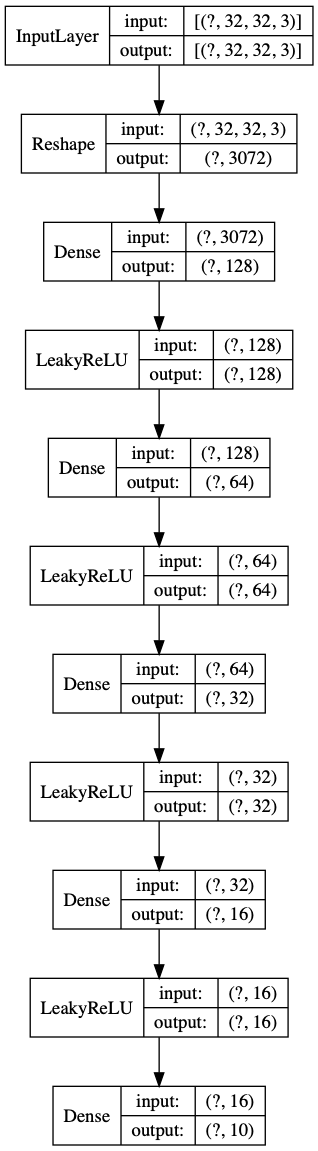 InputLayer
input: [(?, 32, 32, 3)]
output: [(?, 32, 32, 3)]
Reshape
input: (?, 32, 32, 3)
output: (?, 3072)
Dense
input: (?, 3072)
output: (?, 128)
LeakyReLU
input: (?, 128)
output: (?, 128)
Dense
input: (?, 128)
output: (?, 64)
LeakyReLU
input: (?, 64)
output: (?, 64)
Dense
input: (?, 64)
output: (?, 32)
LeakyReLU
input: (?, 32)
output: (?, 32)
Dense
input: (?, 32)
output: (?, 16)
LeakyReLU
input: (?, 16)
output: (?, 16)
Dense
input: (?, 16)
output: (?, 10)